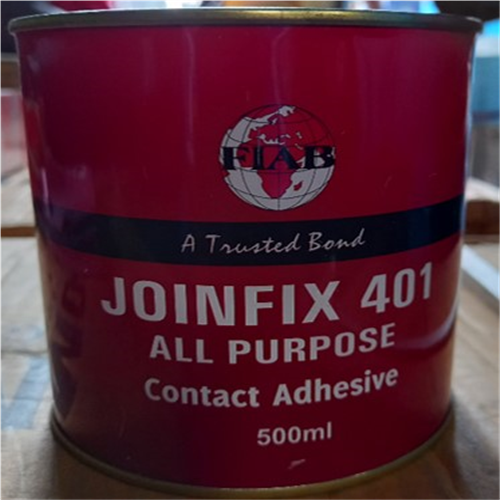 FIAB
A Trusted Bond
JOINFIX 401
ALL PURPOSE
Contact Adhesive
500ml